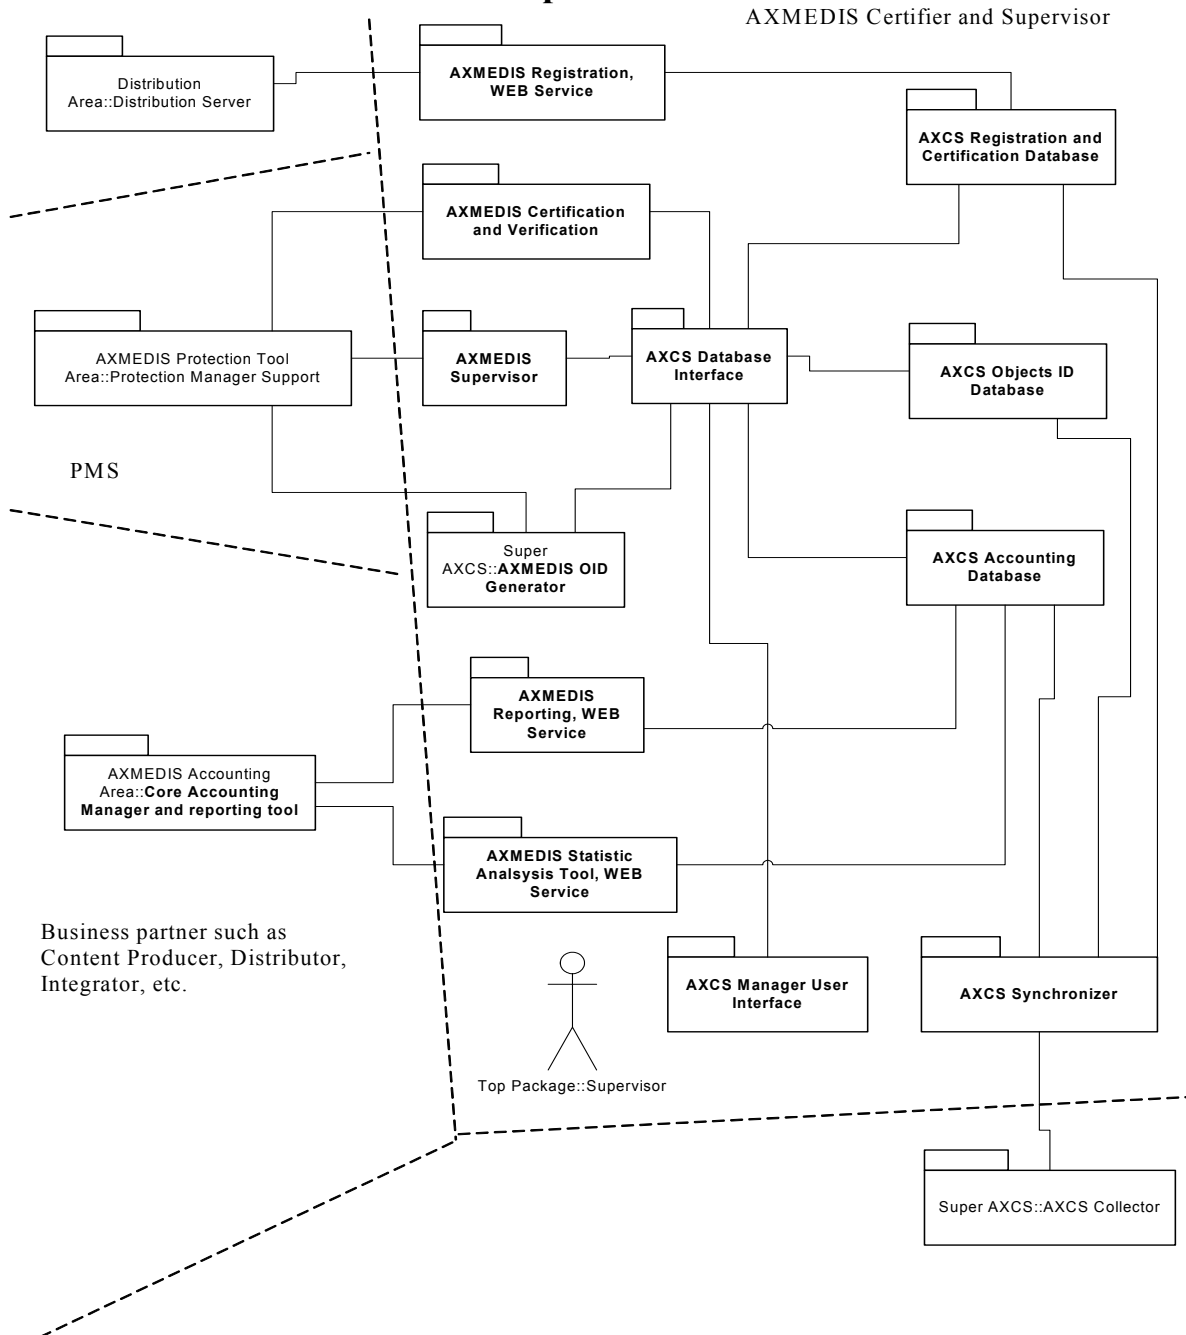 AXMEDIS Certifier and Supervisor
Distribution
Area::Distribution Server
AXMEDIS Registration,
WEB Service
AXCS Registration and
Certification Database
AXMEDIS Certification
and Verification
AXMEDIS Protection Tool
Area::Protection Manager Support
AXMEDIS
Supervisor
AXCS Database
Interface
AXCS Objects ID
Database
PMS
Super
AXCS::AXMEDIS OID
Generator
AXCS Accounting
Database
AXMEDIS
Reporting, WEB
Service
AXMEDIS Accounting
Area::Core Accounting
Manager and reporting tool
AXMEDIS Statistic
Analsysis Tool, WEB
Service
Business partner such as
Content Producer, Distributor,
Integrator, etc.
AXCS Manager User
Interface
AXCS Synchronizer
Top Package::Supervisor
Super AXCS::AXCS Collector